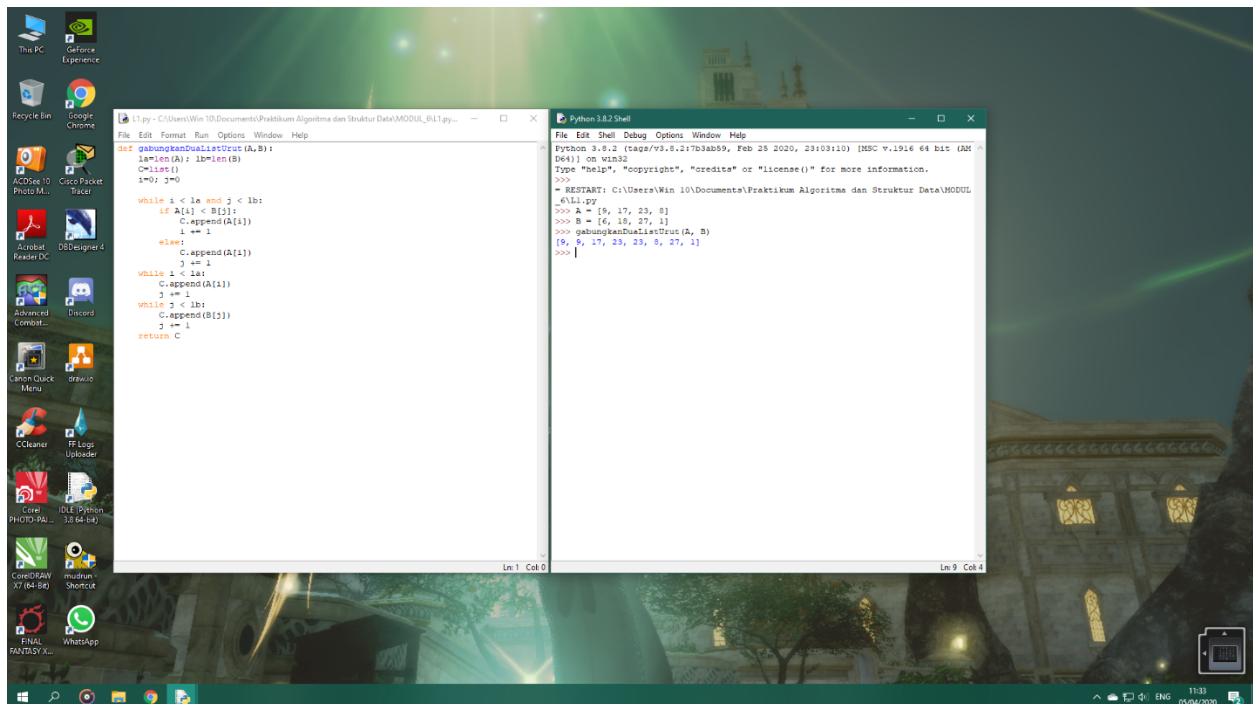 This PC
GeForce
Experience
Recycle Bin
Google
Chrome
ACDSee 10
Photo M...
Cisco Packet
Tracer
Acrobat
Reader DC
DBDesigner 4
Advanced
Combat...
Discord
Canon Quick
Menu
draw.io
CCleaner
FF Logs
Uploader
Corel
PHOTO-PAI...
IDLE (Python
3.8 64-bit)
CorelDRAW
X7 (64-Bit)
mudrun -
Shortcut
FINAL
FANTASY X...
WhatsApp
L1.py - C:\Users\Win 10\Documents\Praktikum Algoritma dan Struktur Data\MODUL_6\L1.py...
File Edit Format Run Options Window Help
def gabungkanDuaListUrut(A,B):
    la=len(A); lb=len(B)
    C=list()
    i=0; j=0
    while i < la and j < lb:
        if A[i] < B[j]:
            C.append(A[i])
            i += 1
        else:
            C.append(A[i])
            j += 1
    while i < la:
        C.append(A[i])
        j += 1
    while j < lb:
        C.append(B[j])
        j += 1
    return C
Ln: 1 Col: 0
Python 3.8.2 Shell
File Edit Shell Debug Options Window Help
Python 3.8.2 (tags/v3.8.2:7b3ab59, Feb 25 2020, 23:03:10) [MSC v.1916 64 bit (AM
D64)] on win32
Type "help", "copyright", "credits" or "license()" for more information.
>>>
= RESTART: C:\Users\Win 10\Documents\Praktikum Algoritma dan Struktur Data\MODUL
_6\L1.py
>>> A = [9, 17, 23, 8]
>>> B = [6, 18, 27, 1]
>>> gabungkanDuaListUrut(A, B)
[9, 9, 17, 23, 23, 8, 27, 1]
>>>
Ln: 9 Col: 4
ENG
11:33
05/04/2020
2